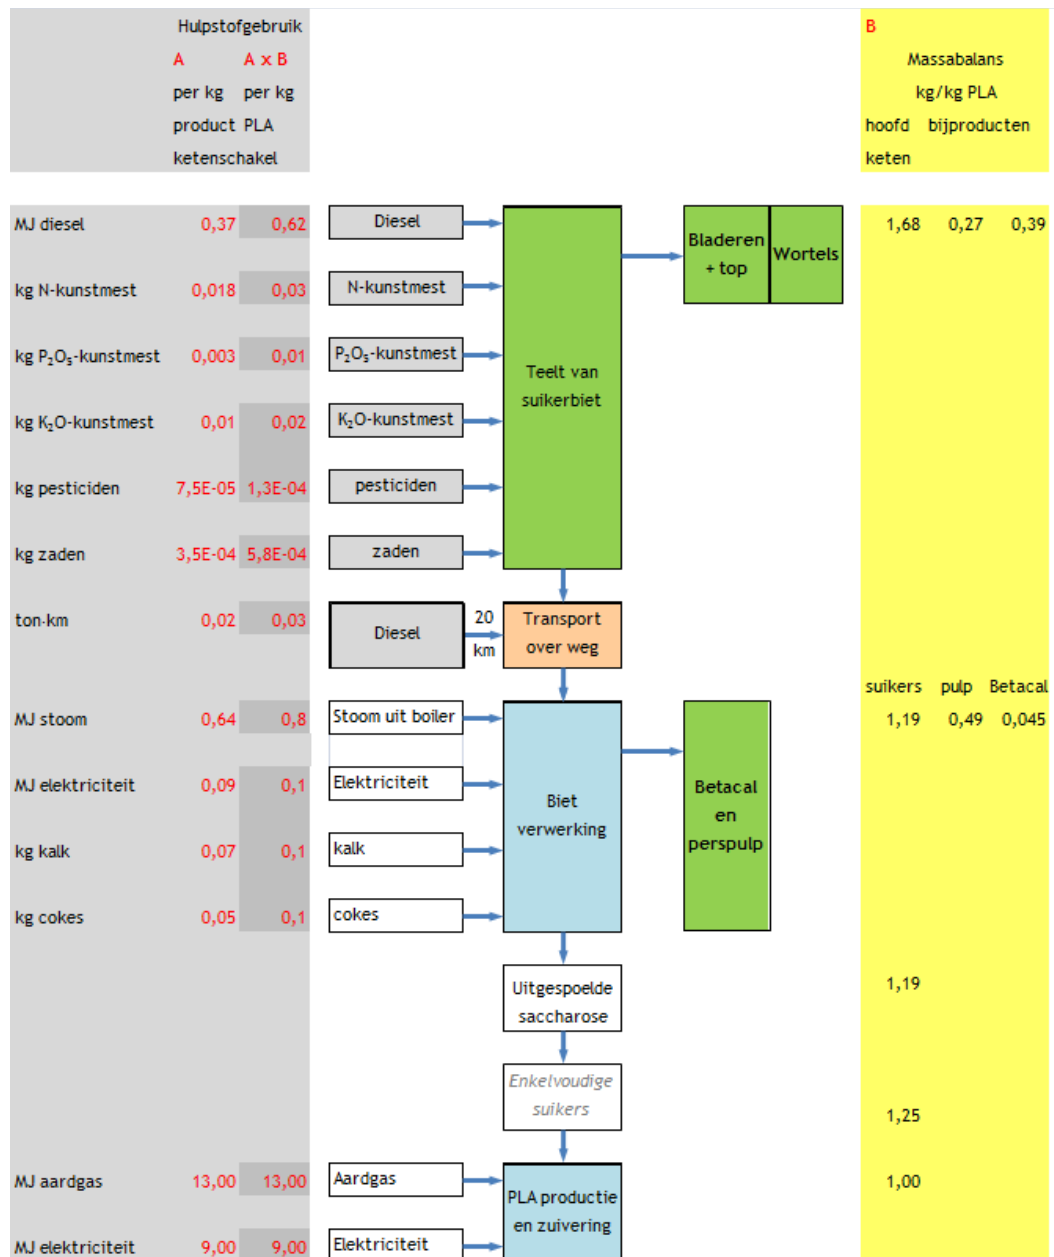 Hulpstofgebruik
A A x B
per kg per kg
product PLA
ketenschakel
B
Massabalans
kg/kg PLA
hoofd bijproducten
keten
MJ diesel 0,37 0,62 Diesel 1,68 0,27 0,39
Bladeren
+ top
Wortels
kg N-kunstmest 0,018 0,03 N-kunstmest
kg P₂O₅-kunstmest 0,003 0,01 P₂O₅-kunstmest
Teelt van
suikerbiet
kg K₂O-kunstmest 0,01 0,02 K₂O-kunstmest
kg pesticiden 7,5E-05 1,3E-04 pesticiden
kg zaden 3,5E-04 5,8E-04 zaden
ton·km 0,02 0,03 Diesel
20
km
Transport
over weg
suikers pulp Betacal
MJ stoom 0,64 0,8 Stoom uit boiler 1,19 0,49 0,045
MJ elektriciteit 0,09 0,1 Elektriciteit
Biet
verwerking
Betacal
en
perspulp
kg kalk 0,07 0,1 kalk
kg cokes 0,05 0,1 cokes
Uitgespoelde
saccharose
1,19
Enkelvoudige
suikers
1,25
MJ aardgas 13,00 13,00 Aardgas 1,00
PLA productie
en zuivering
MJ elektriciteit 9,00 9,00 Elektriciteit